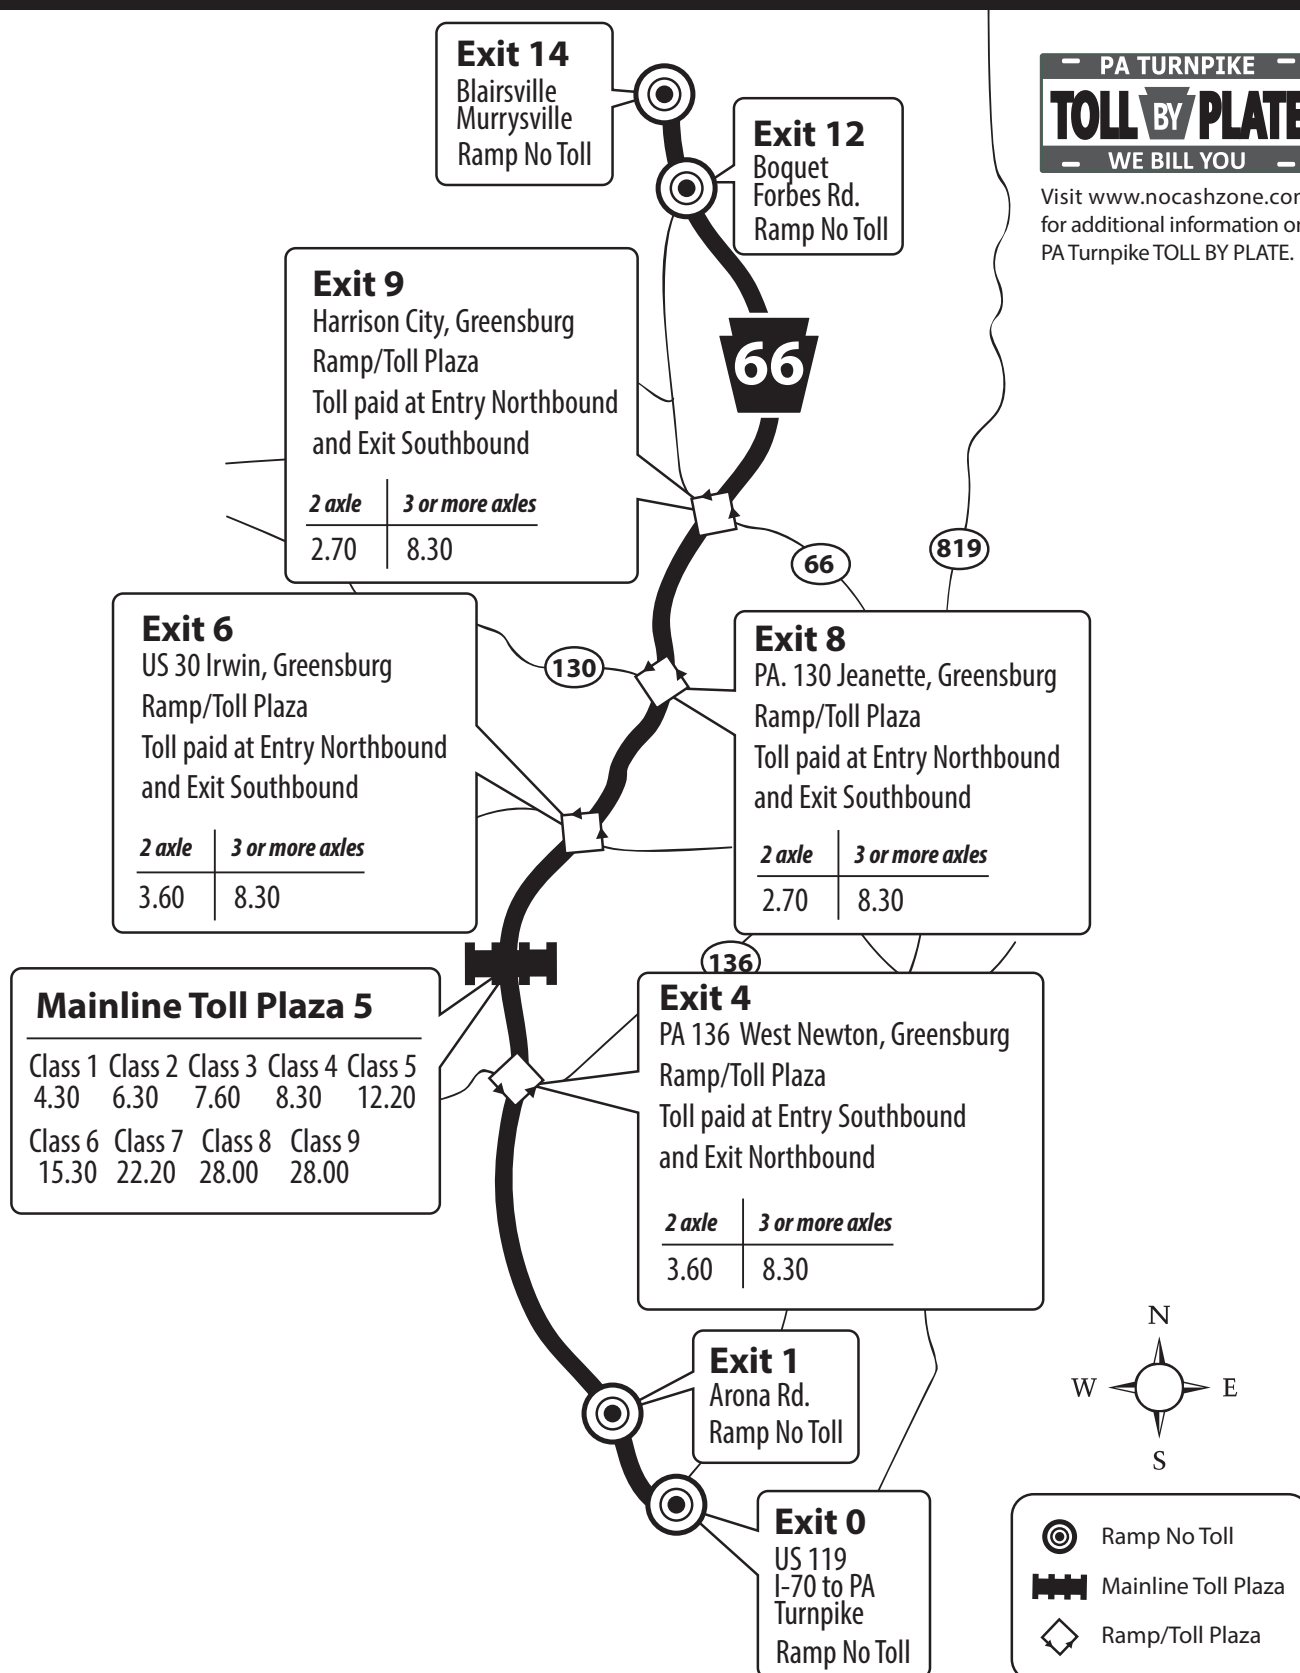 Exit 14
Blairsville
Murrysville
Ramp No Toll
PA TURNPIKE
TOLL BY PLATE
WE BILL YOU
Visit www.nocashzone.com
for additional information on
PA Turnpike TOLL BY PLATE.
Exit 12
Boquet
Forbes Rd.
Ramp No Toll
Exit 9
Harrison City, Greensburg
Ramp/Toll Plaza
Toll paid at Entry Northbound
and Exit Southbound
2 axle 3 or more axles
2.70 8.30
66
66
819
130
Exit 6
US 30 Irwin, Greensburg
Ramp/Toll Plaza
Toll paid at Entry Northbound
and Exit Southbound
2 axle 3 or more axles
3.60 8.30
Exit 8
PA. 130 Jeanette, Greensburg
Ramp/Toll Plaza
Toll paid at Entry Northbound
and Exit Southbound
2 axle 3 or more axles
2.70 8.30
136
Mainline Toll Plaza 5
Class 1 Class 2 Class 3 Class 4 Class 5
4.30 6.30 7.60 8.30 12.20
Class 6 Class 7 Class 8 Class 9
15.30 22.20 28.00 28.00
Exit 4
PA 136 West Newton, Greensburg
Ramp/Toll Plaza
Toll paid at Entry Southbound
and Exit Northbound
2 axle 3 or more axles
3.60 8.30
Exit 1
Arona Rd.
Ramp No Toll
N
W E
S
Exit 0
US 119
I-70 to PA
Turnpike
Ramp No Toll
Ramp No Toll
Mainline Toll Plaza
Ramp/Toll Plaza